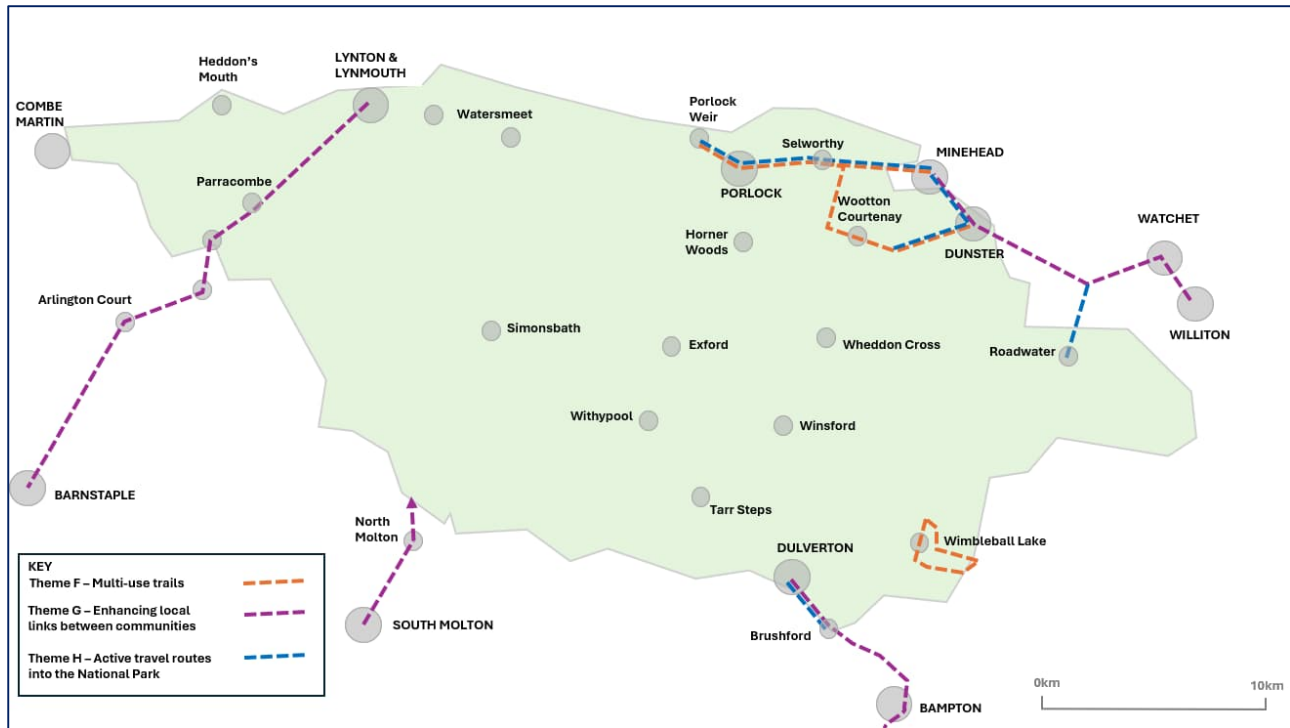 Heddon's
Mouth
LYNTON &
LYNMOUTH
COMBE
MARTIN
Watersmeet
Porlock
Weir
Selworthy
MINEHEAD
PORLOCK
Parracombe
Wootton
Courtenay
WATCHET
Horner
Woods
DUNSTER
Arlington Court
WILLITON
Simonsbath
Exford
Wheddon Cross
Roadwater
Withypool
Winsford
BARNSTAPLE
Tarr Steps
North
Molton
DULVERTON
Wimbleball Lake
SOUTH MOLTON
Brushford
BAMPTON
KEY
Theme F – Multi-use trails
Theme G – Enhancing local
links between communities
Theme H – Active travel routes
into the National Park
0km
10km